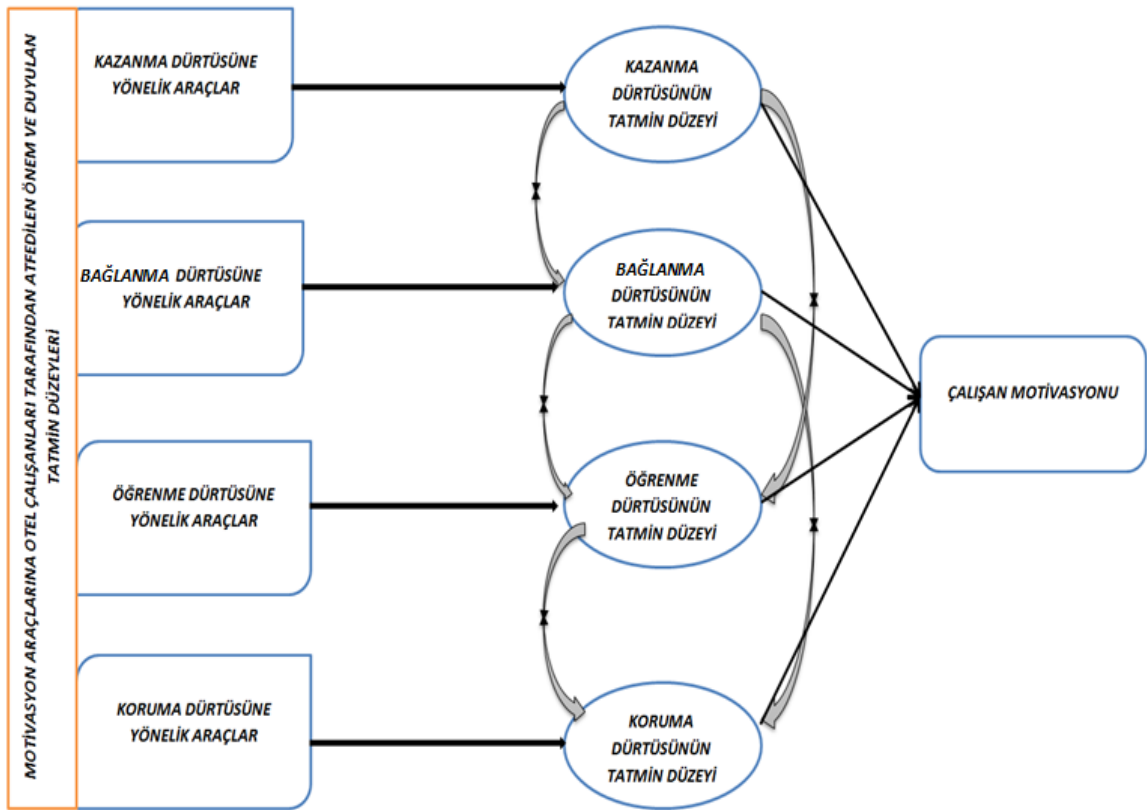 MOTİVASYON ARAÇLARINA OTEL ÇALIŞANLARI TARAFINDAN ATFEDİLEN ÖNEM VE DUYULAN
TATMİN DÜZEYLERİ
KAZANMA DÜRTÜSÜNE
YÖNELİK ARAÇLAR
KAZANMA
DÜRTÜSÜNÜN
TATMİN DÜZEYİ
BAĞLANMA DÜRTÜSÜNE
YÖNELİK ARAÇLAR
BAĞLANMA
DÜRTÜSÜNÜN
TATMİN DÜZEYİ
ÇALIŞAN MOTİVASYONU
ÖĞRENME DÜRTÜSÜNE
YÖNELİK ARAÇLAR
ÖĞRENME
DÜRTÜSÜNÜN
TATMİN DÜZEYİ
KORUMA DÜRTÜSÜNE
YÖNELİK ARAÇLAR
KORUMA
DÜRTÜSÜNÜN
TATMİN DÜZEYİ